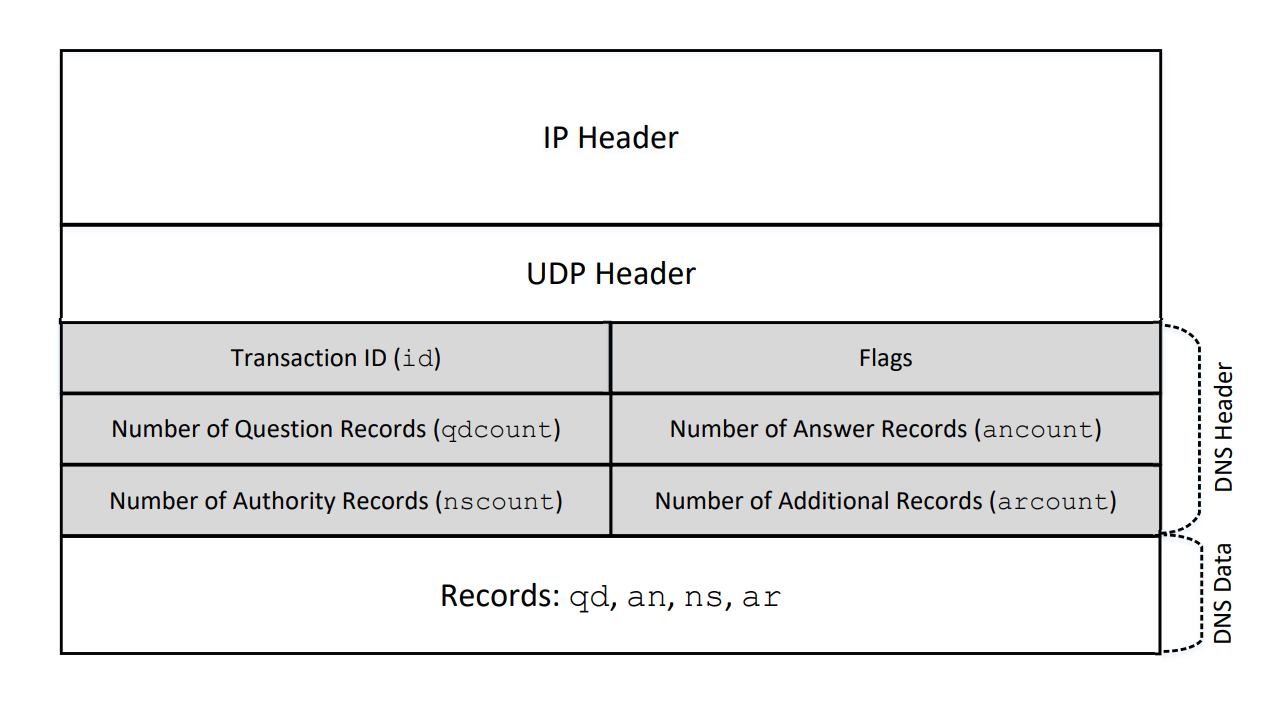 IP Header
UDP Header
Transaction ID (id)
Flags
Number of Question Records (qdcount)
Number of Answer Records (ancount)
Number of Authority Records (nscount)
Number of Additional Records (arcount)
DNS Header
Records: qd, an, ns, ar
DNS Data